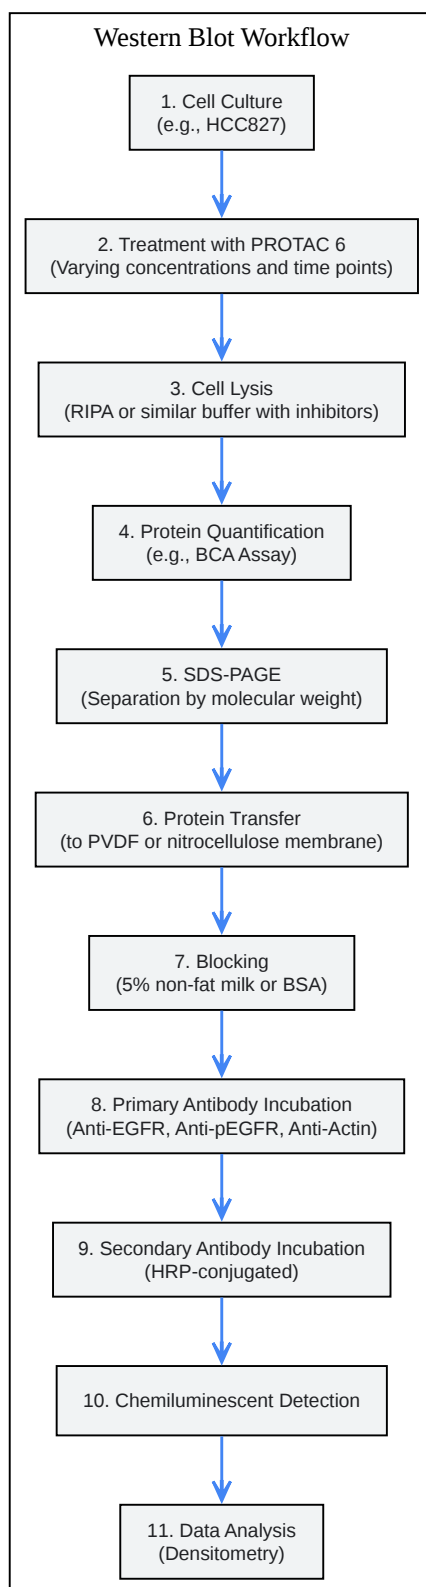 Western Blot Workflow
1. Cell Culture
(e.g., HCC827)
2. Treatment with PROTAC 6
(Varying concentrations and time points)
3. Cell Lysis
(RIPA or similar buffer with inhibitors)
4. Protein Quantification
(e.g., BCA Assay)
5. SDS-PAGE
(Separation by molecular weight)
6. Protein Transfer
(to PVDF or nitrocellulose membrane)
7. Blocking
(5% non-fat milk or BSA)
8. Primary Antibody Incubation
(Anti-EGFR, Anti-pEGFR, Anti-Actin)
9. Secondary Antibody Incubation
(HRP-conjugated)
10. Chemiluminescent Detection
11. Data Analysis
(Densitometry)